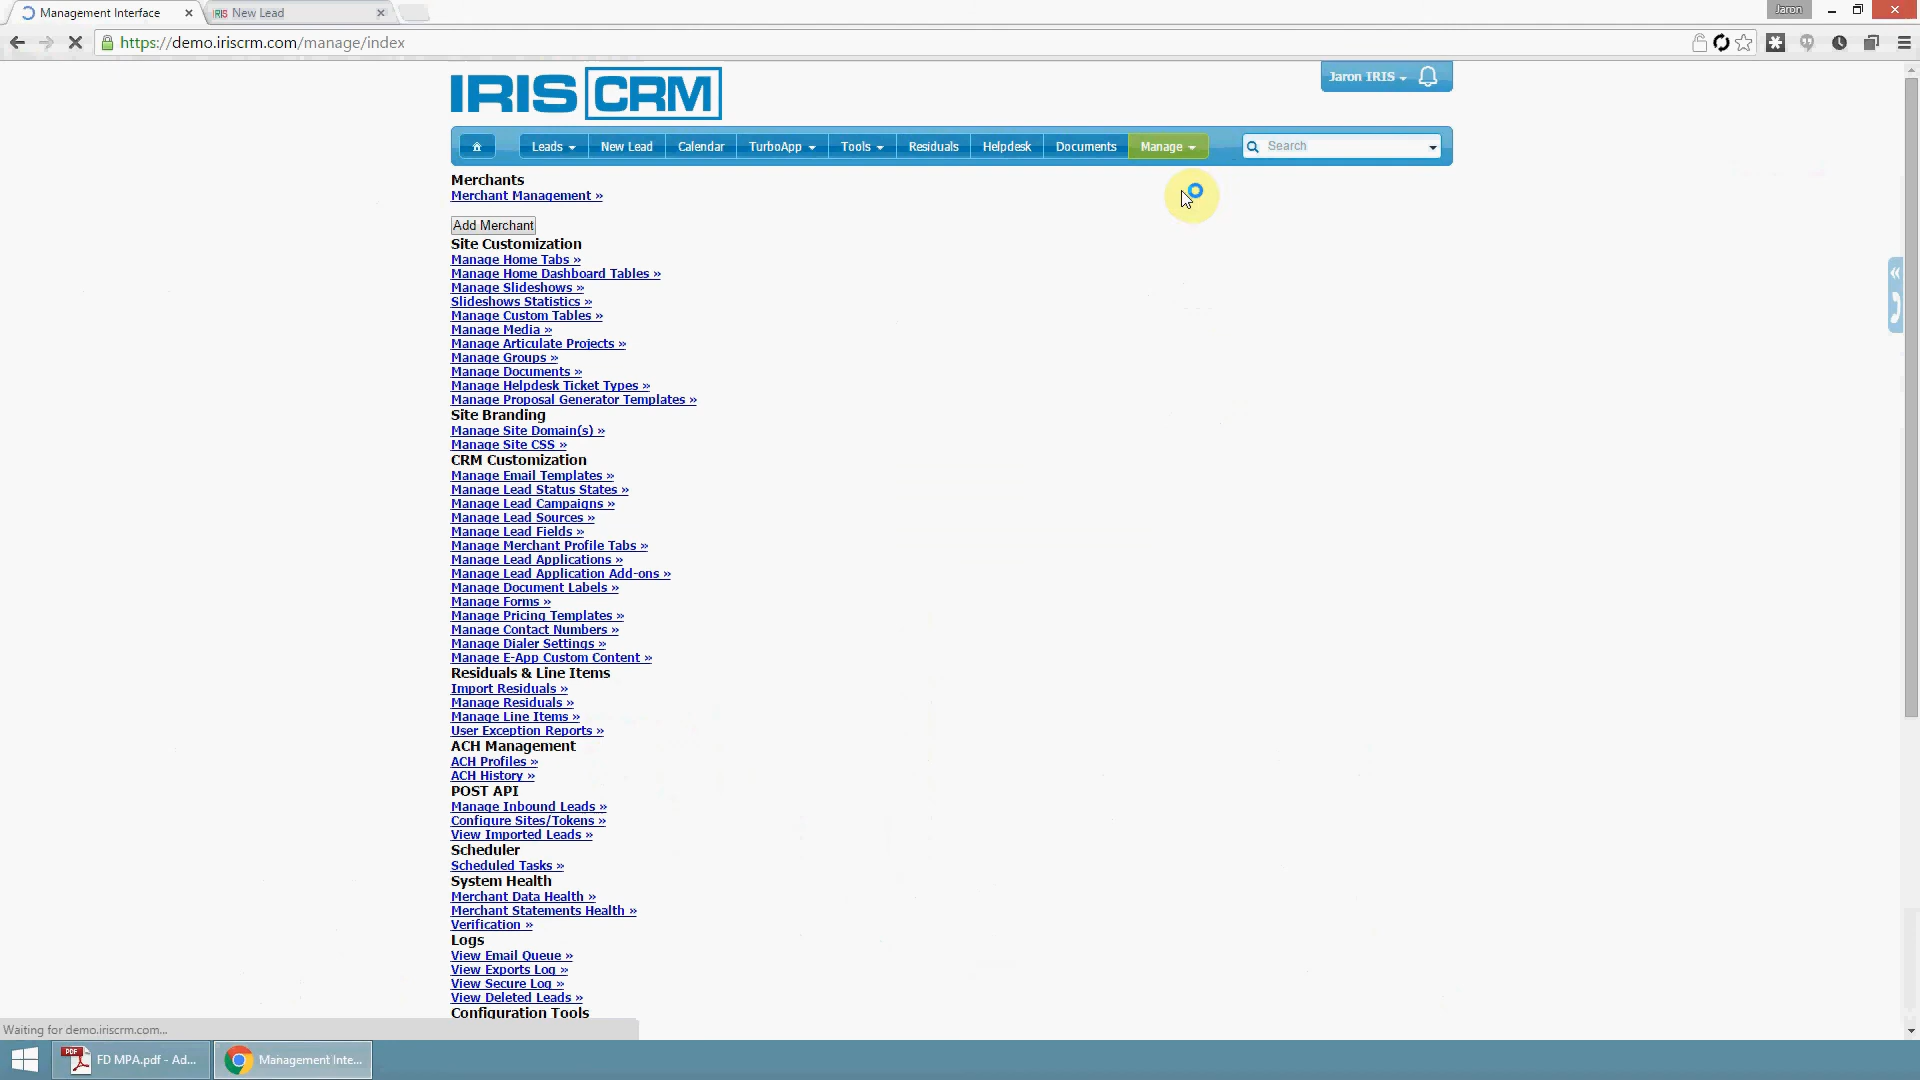 Management Interface
IRIS New Lead
Jaron
https://demo.iriscrm.com/manage/index
IRIS CRM
Jaron IRIS
Leads
New Lead
Calendar
TurboApp
Tools
Residuals
Helpdesk
Documents
Manage
Search
Merchants
Merchant Management »
Add Merchant
Site Customization
Manage Home Tabs »
Manage Home Dashboard Tables »
Manage Slideshows »
Slideshows Statistics »
Manage Custom Tables »
Manage Media »
Manage Articulate Projects »
Manage Groups »
Manage Documents »
Manage Helpdesk Ticket Types »
Manage Proposal Generator Templates »
Site Branding
Manage Site Domain(s) »
Manage Site CSS »
CRM Customization
Manage Email Templates »
Manage Lead Status States »
Manage Lead Campaigns »
Manage Lead Sources »
Manage Lead Fields »
Manage Merchant Profile Tabs »
Manage Lead Applications »
Manage Lead Application Add-ons »
Manage Document Labels »
Manage Forms »
Manage Pricing Templates »
Manage Contact Numbers »
Manage Dialer Settings »
Manage E-App Custom Content »
Residuals & Line Items
Import Residuals »
Manage Residuals »
Manage Line Items »
User Exception Reports »
ACH Management
ACH Profiles »
ACH History »
POST API
Manage Inbound Leads »
Configure Sites/Tokens »
View Imported Leads »
Scheduler
Scheduled Tasks »
System Health
Merchant Data Health »
Merchant Statements Health »
Verification »
Logs
View Email Queue »
View Exports Log »
View Secure Log »
View Deleted Leads »
Configuration Tools
Waiting for demo.iriscrm.com...
PDF
FD MPA.pdf - Ad...
Management Inte...